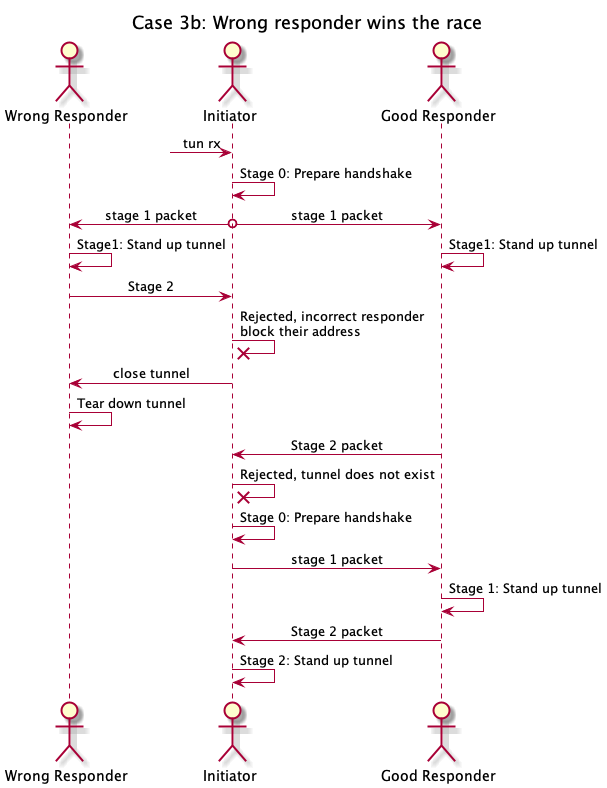 Case 3b: Wrong responder wins the race
Wrong Responder
Initiator
Good Responder
tun rx
Stage 0: Prepare handshake
stage 1 packet
stage 1 packet
Stage1: Stand up tunnel
Stage1: Stand up tunnel
Stage 2
Rejected, incorrect responder
block their address
close tunnel
Tear down tunnel
Stage 2 packet
Rejected, tunnel does not exist
Stage 0: Prepare handshake
stage 1 packet
Stage 1: Stand up tunnel
Stage 2 packet
Stage 2: Stand up tunnel
Wrong Responder
Initiator
Good Responder